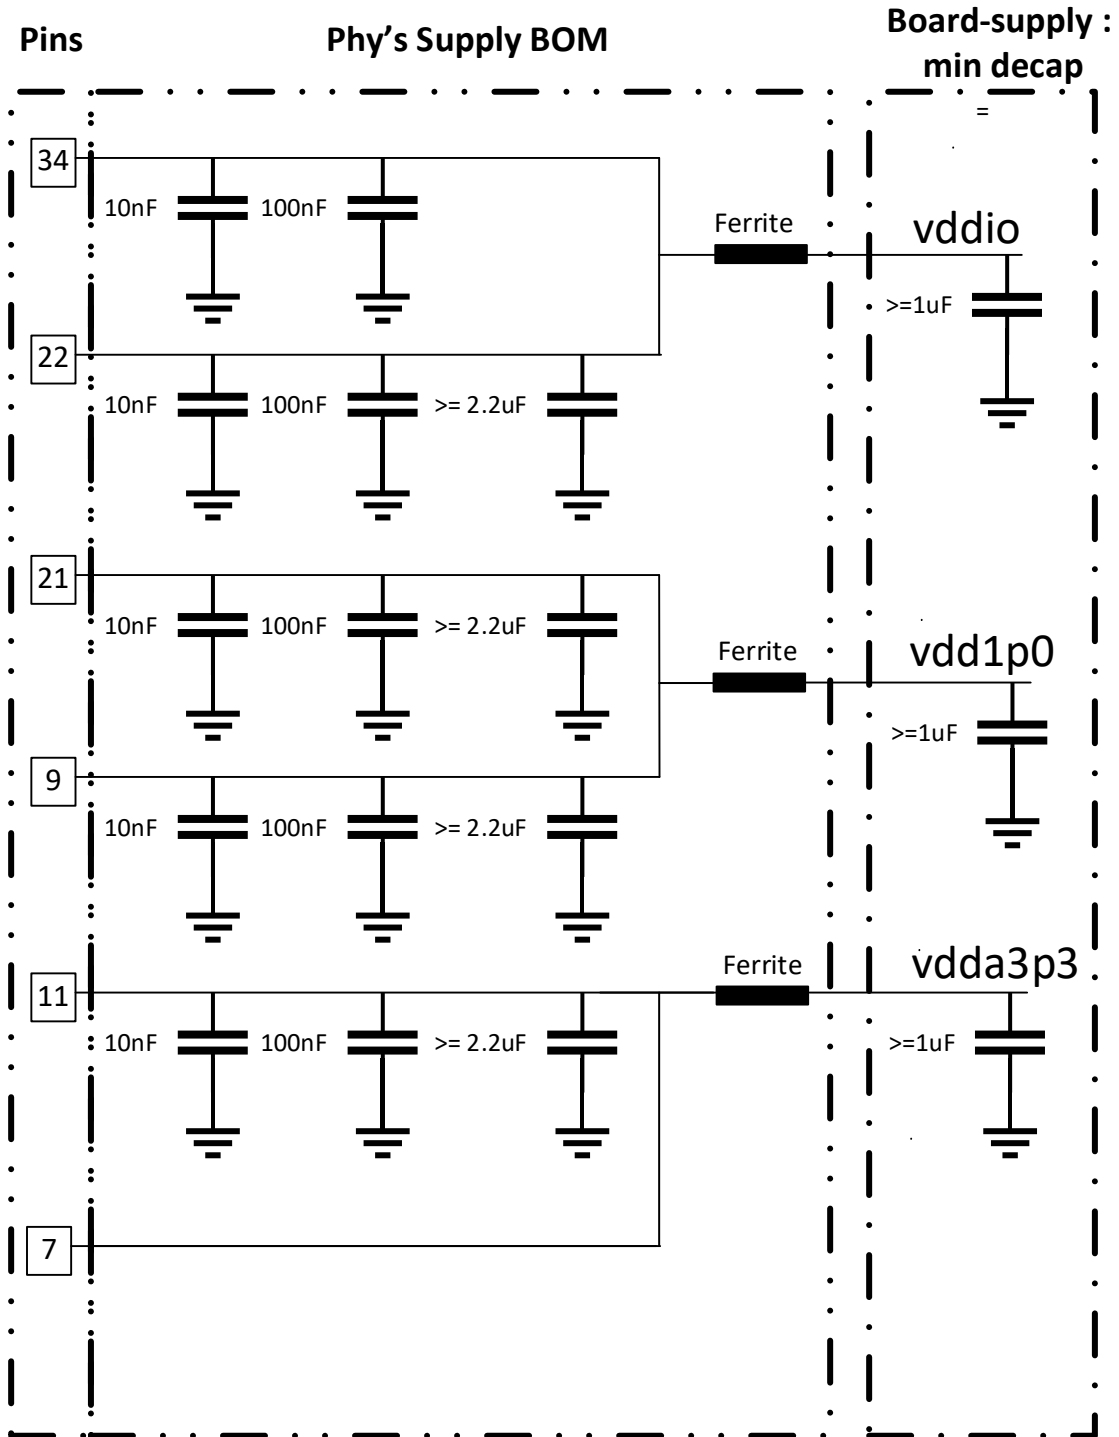 Pins
Phy's Supply BOM
Board-supply :
min decap
=
34
10nF
100nF
Ferrite
vddio
>=1uF
22
10nF
100nF
>= 2.2uF
21
10nF
100nF
>= 2.2uF
Ferrite
vdd1p0
>=1uF
9
10nF
100nF
>= 2.2uF
11
Ferrite
vdda3p3
10nF
100nF
>= 2.2uF
>=1uF
7